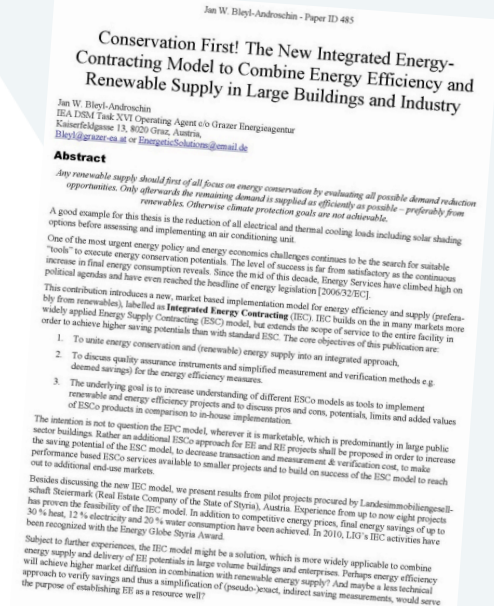 Jan W. Bleyl-Androschin - Paper ID 485
Conservation First! The New Integrated Energy-
Contracting Model to Combine Energy Efficiency and
Renewable Supply in Large Buildings and Industry
Jan W. Bleyl-Androschin
IEA DSM Task XVI Operating Agent c/o Grazer Energieagentur
Kaiserfeldgasse 13, 8020 Graz, Austria,
Bleyl@grazer-ea.at or EnergeticSolutions@email.de
Abstract
Any renewable supply should first of all focus on energy conservation by evaluating all possible demand reduction
opportunities. Only afterwards the remaining demand is supplied as efficiently as possible – preferably from
renewables. Otherwise climate protection goals are not achievable.
A good example for this thesis is the reduction of all electrical and thermal cooling loads including solar shading
options before assessing and implementing an air conditioning unit.
One of the most urgent energy policy and energy economics challenges continues to be the search for suitable
"tools" to execute energy conservation potentials. The level of success is far from satisfactory as the continuous
increase in final energy consumption reveals. Since the mid of this decade, Energy Services have climbed high on
political agendas and have even reached the headline of energy legislation [2006/32/EC].
This contribution introduces a new, market based implementation model for energy efficiency and supply (prefera-
bly from renewables), labelled as Integrated Energy Contracting (IEC). IEC builds on the in many markets more
widely applied Energy Supply Contracting (ESC) model, but extends the scope of service to the entire facility in
order to achieve higher saving potentials than with standard ESC. The core objectives of this publication are:
1. To unite energy conservation and (renewable) energy supply into an integrated approach,
2. To discuss quality assurance instruments and simplified measurement and verification methods e.g.
deemed savings) for the energy efficiency measures.
3. The underlying goal is to increase understanding of different ESCo models as tools to implement
renewable and energy efficiency projects and to discuss pros and cons, potentials, limits and added values
of ESCo products in comparison to in-house implementation.
The intention is not to question the EPC model, wherever it is marketable, which is predominantly in large public
sector buildings. Rather an additional ESCo approach for EE and RE projects shall be proposed in order to increase
the saving potential of the ESC model, to decrease transaction and measurement & verification cost, to make
performance based ESCo services available to smaller projects and to build on success of the ESC model to reach
out to additional end-use markets.
Besides discussing the new IEC model, we present results from pilot projects procured by Landesimmobiliengesell-
schaft Steiermark (Real Estate Company of the State of Styria), Austria. Experience from up to now eight projects
has proven the feasibility of the IEC model. In addition to competitive energy prices, final energy savings of up to
30 % heat, 12 % electricity and 20 % water consumption have been achieved. In 2010, LIG's IEC activities have
been recognized with the Energy Globe Styria Award.
Subject to further experiences, the IEC model might be a solution, which is more widely applicable to combine
energy supply and delivery of EE potentials in large volume buildings and enterprises. Perhaps energy efficiency
will achieve higher market diffusion in combination with renewable energy supply? And maybe a less technical
approach to verify savings and thus a simplification of (pseudo-)exact, indirect saving measurements, would serve
the purpose of establishing EE as a resource well?